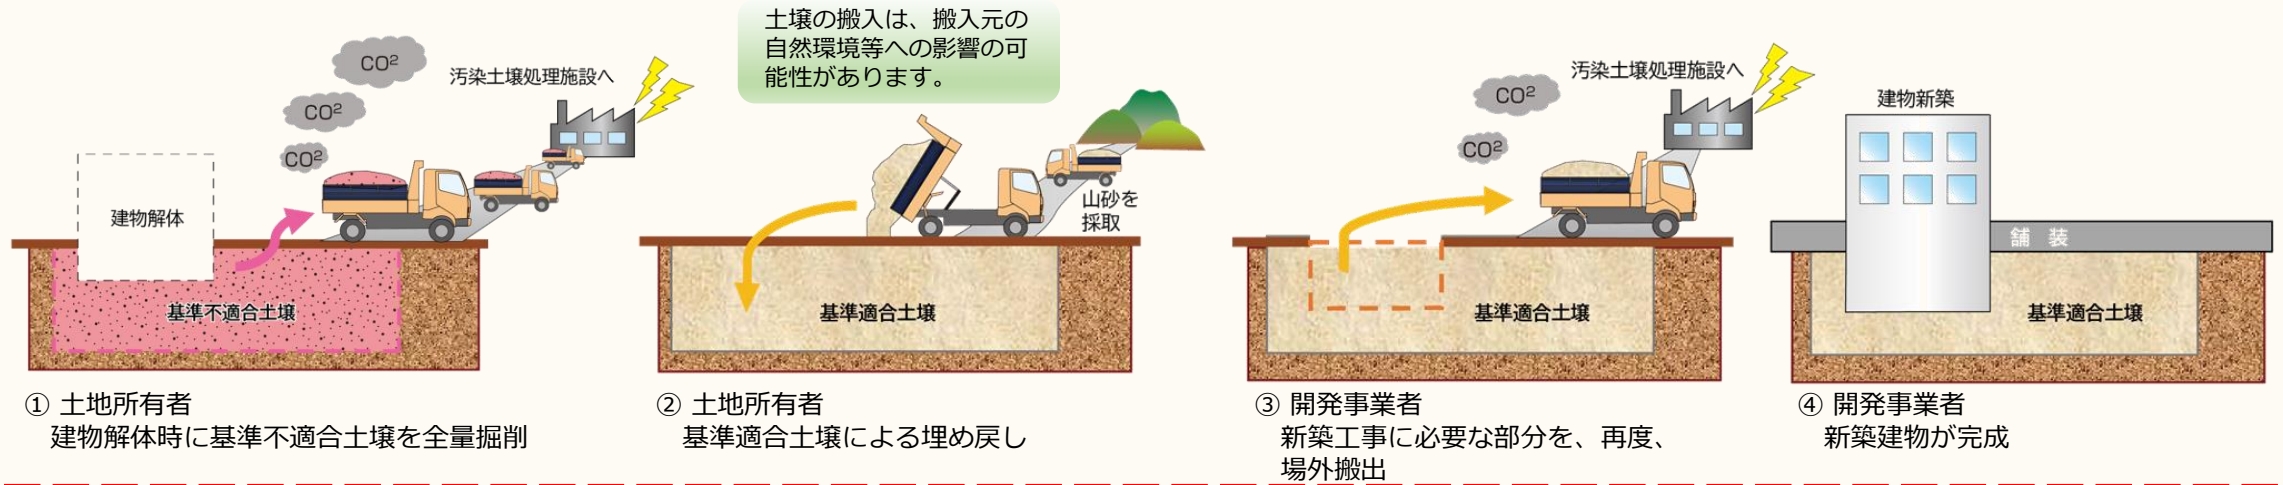 CO²
CO²
CO²
汚染土壌処理施設へ
建物解体
基準不適合土壌
① 土地所有者
建物解体時に基準不適合土壌を全量掘削
土壌の搬入は、搬入元の
自然環境等への影響の可
能性があります。
山砂を
採取
基準適合土壌
② 土地所有者
基準適合土壌による埋め戻し
CO²
CO²
汚染土壌処理施設へ
基準適合土壌
③ 開発事業者
新築工事に必要な部分を、再度、
場外搬出
建物新築
舗 装
基準適合土壌
④ 開発事業者
新築建物が完成